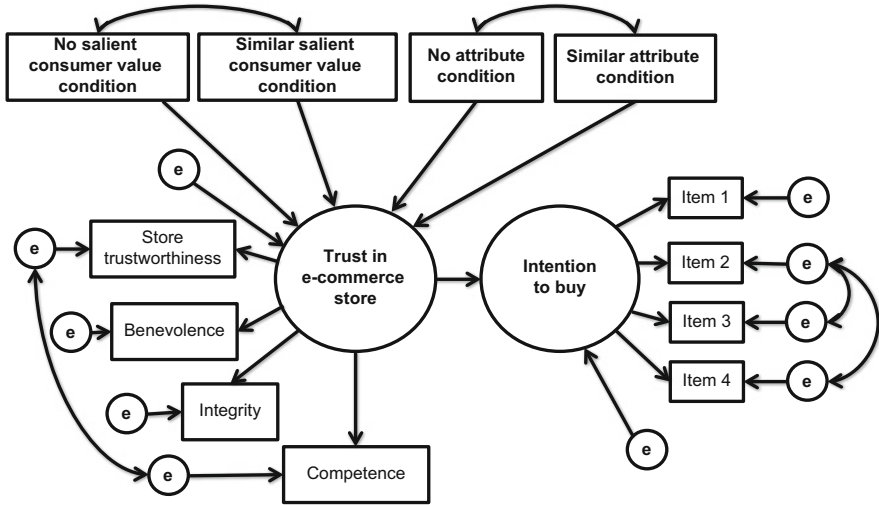 No salient
consumer value
condition
Similar salient
consumer value
condition
No attribute
condition
Similar attribute
condition
e
Item 1
e
e
Store
trustworthiness
Trust in
e-commerce
store
Intention
to buy
Item 2
e
e
Benevolence
Item 3
e
e
Integrity
Item 4
e
e
e
Competence